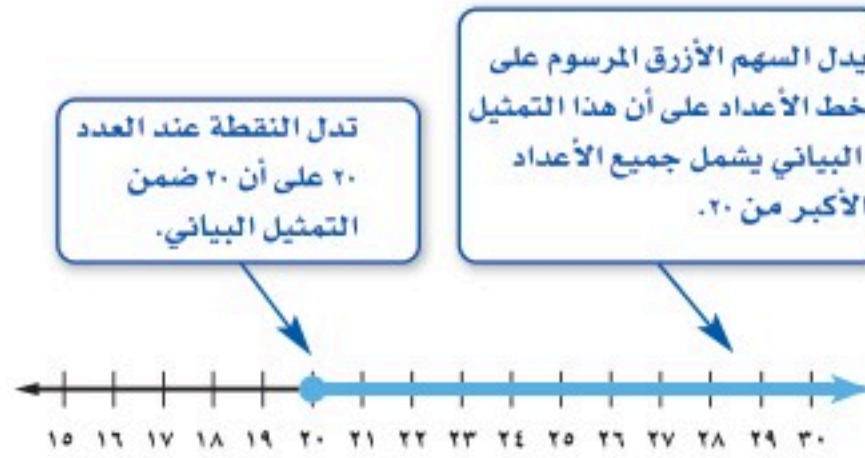 يدل السهم الأزرق المرسوم على
خط الأعداد على أن هذا التمثيل
البياني يشمل جميع الأعداد
الأكبر من ٢٠.
تدل النقطة عند العدد
٢٠ على أن ٢٠ ضمن
التمثيل البياني.
١٥ ١٦ ١٧ ١٨ ١٩ ٢٠ ٢١ ٢٢ ٢٣ ٢٤ ٢٥ ٢٦ ٢٧ ٢٨ ٢٩ ٣٠